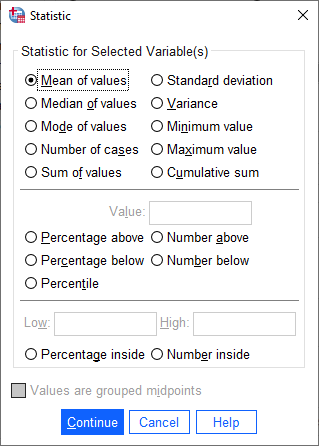 Statistic
Statistic for Selected Variable(s)
Mean of values Standard deviation
Median of values Variance
Mode of values Minimum value
Number of cases Maximum value
Sum of values Cumulative sum
Value:
Percentage above Number above
Percentage below Number below
Percentile
Low: High:
Percentage inside Number inside
Values are grouped midpoints
Continue Cancel Help